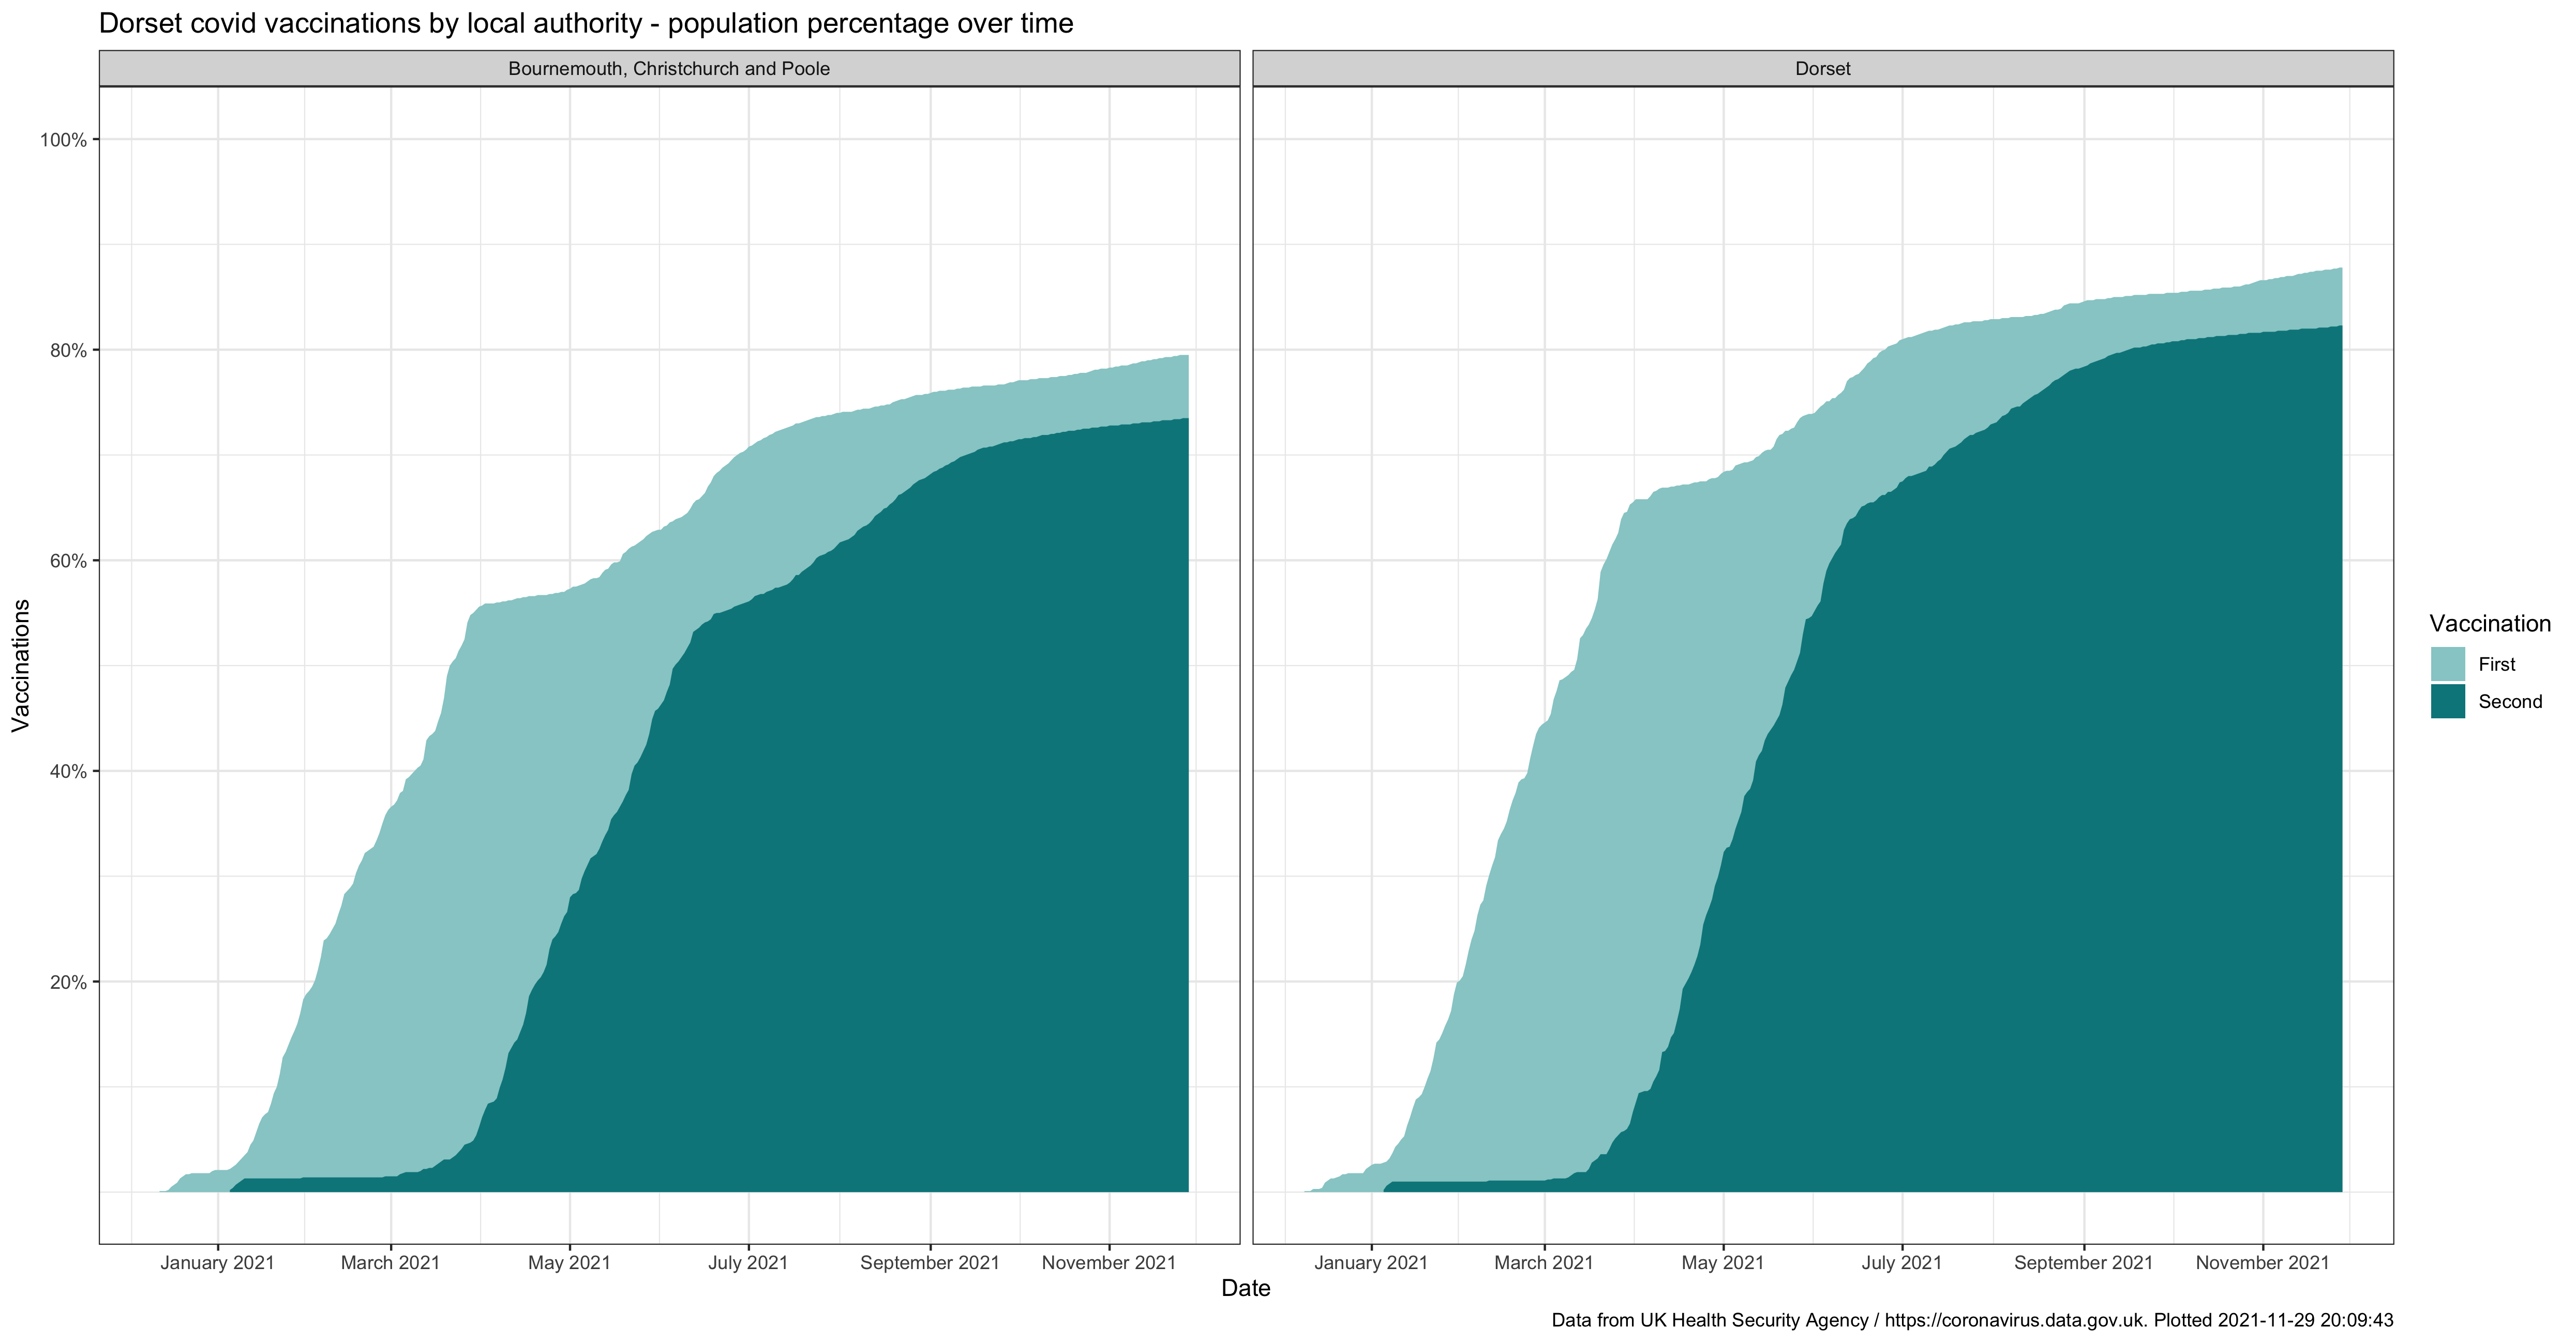 Dorset covid vaccinations by local authority - population percentage over time
Bournemouth, Christchurch and Poole
Dorset
100%
80%
60%
40%
20%
Vaccinations
January 2021
March 2021
May 2021
July 2021
September 2021
November 2021
January 2021
March 2021
May 2021
July 2021
September 2021
November 2021
Date
Vaccination
First
Second
Data from UK Health Security Agency / https://coronavirus.data.gov.uk. Plotted 2021-11-29 20:09:43